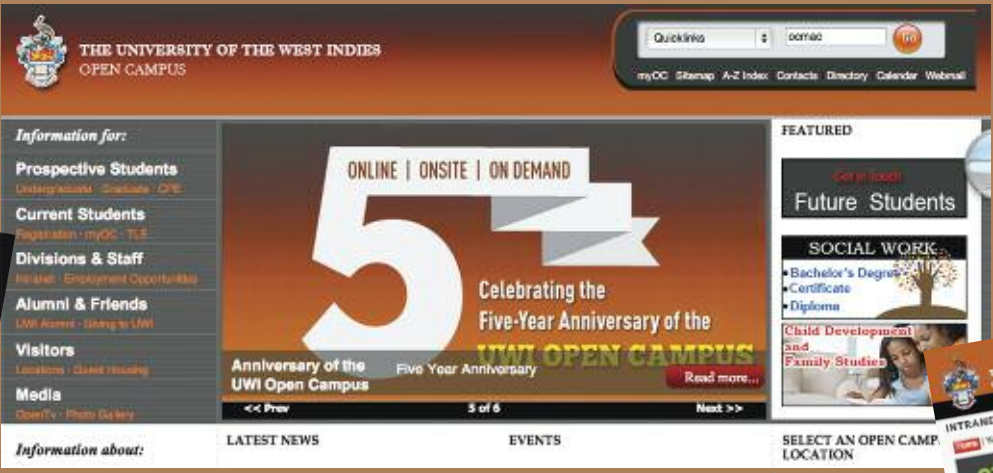 THE UNIVERSITY OF THE WEST INDIES
OPEN CAMPUS
Quicklinks
ocmac
Go
myOC Sitemap A-Z Index Contacts Directory Calendar Webmail
Information for:
Prospective Students
Undergraduate · Graduate · CPE
Current Students
Registration · myOC · TLE
Divisions & Staff
Intranet · Employment Opportunities
Alumni & Friends
UWI Alumni · Giving to UWI
Visitors
Locations · Guest Housing
Media
OpenTv · Photo Gallery
Information about:
ONLINE | ONSITE | ON DEMAND
5
Celebrating the
Five-Year Anniversary of the
UWI OPEN CAMPUS
Anniversary of the
UWI Open Campus
Five Year Anniversary
Read more...
<< Prev
5 of 6
Next >>
LATEST NEWS
EVENTS
FEATURED
Get in Touch
Future Students
SOCIAL WORK
Bachelor's Degree
Certificate
Diploma
Child Development
and
Family Studies
SELECT AN OPEN CAMP
LOCATION
INTRAN